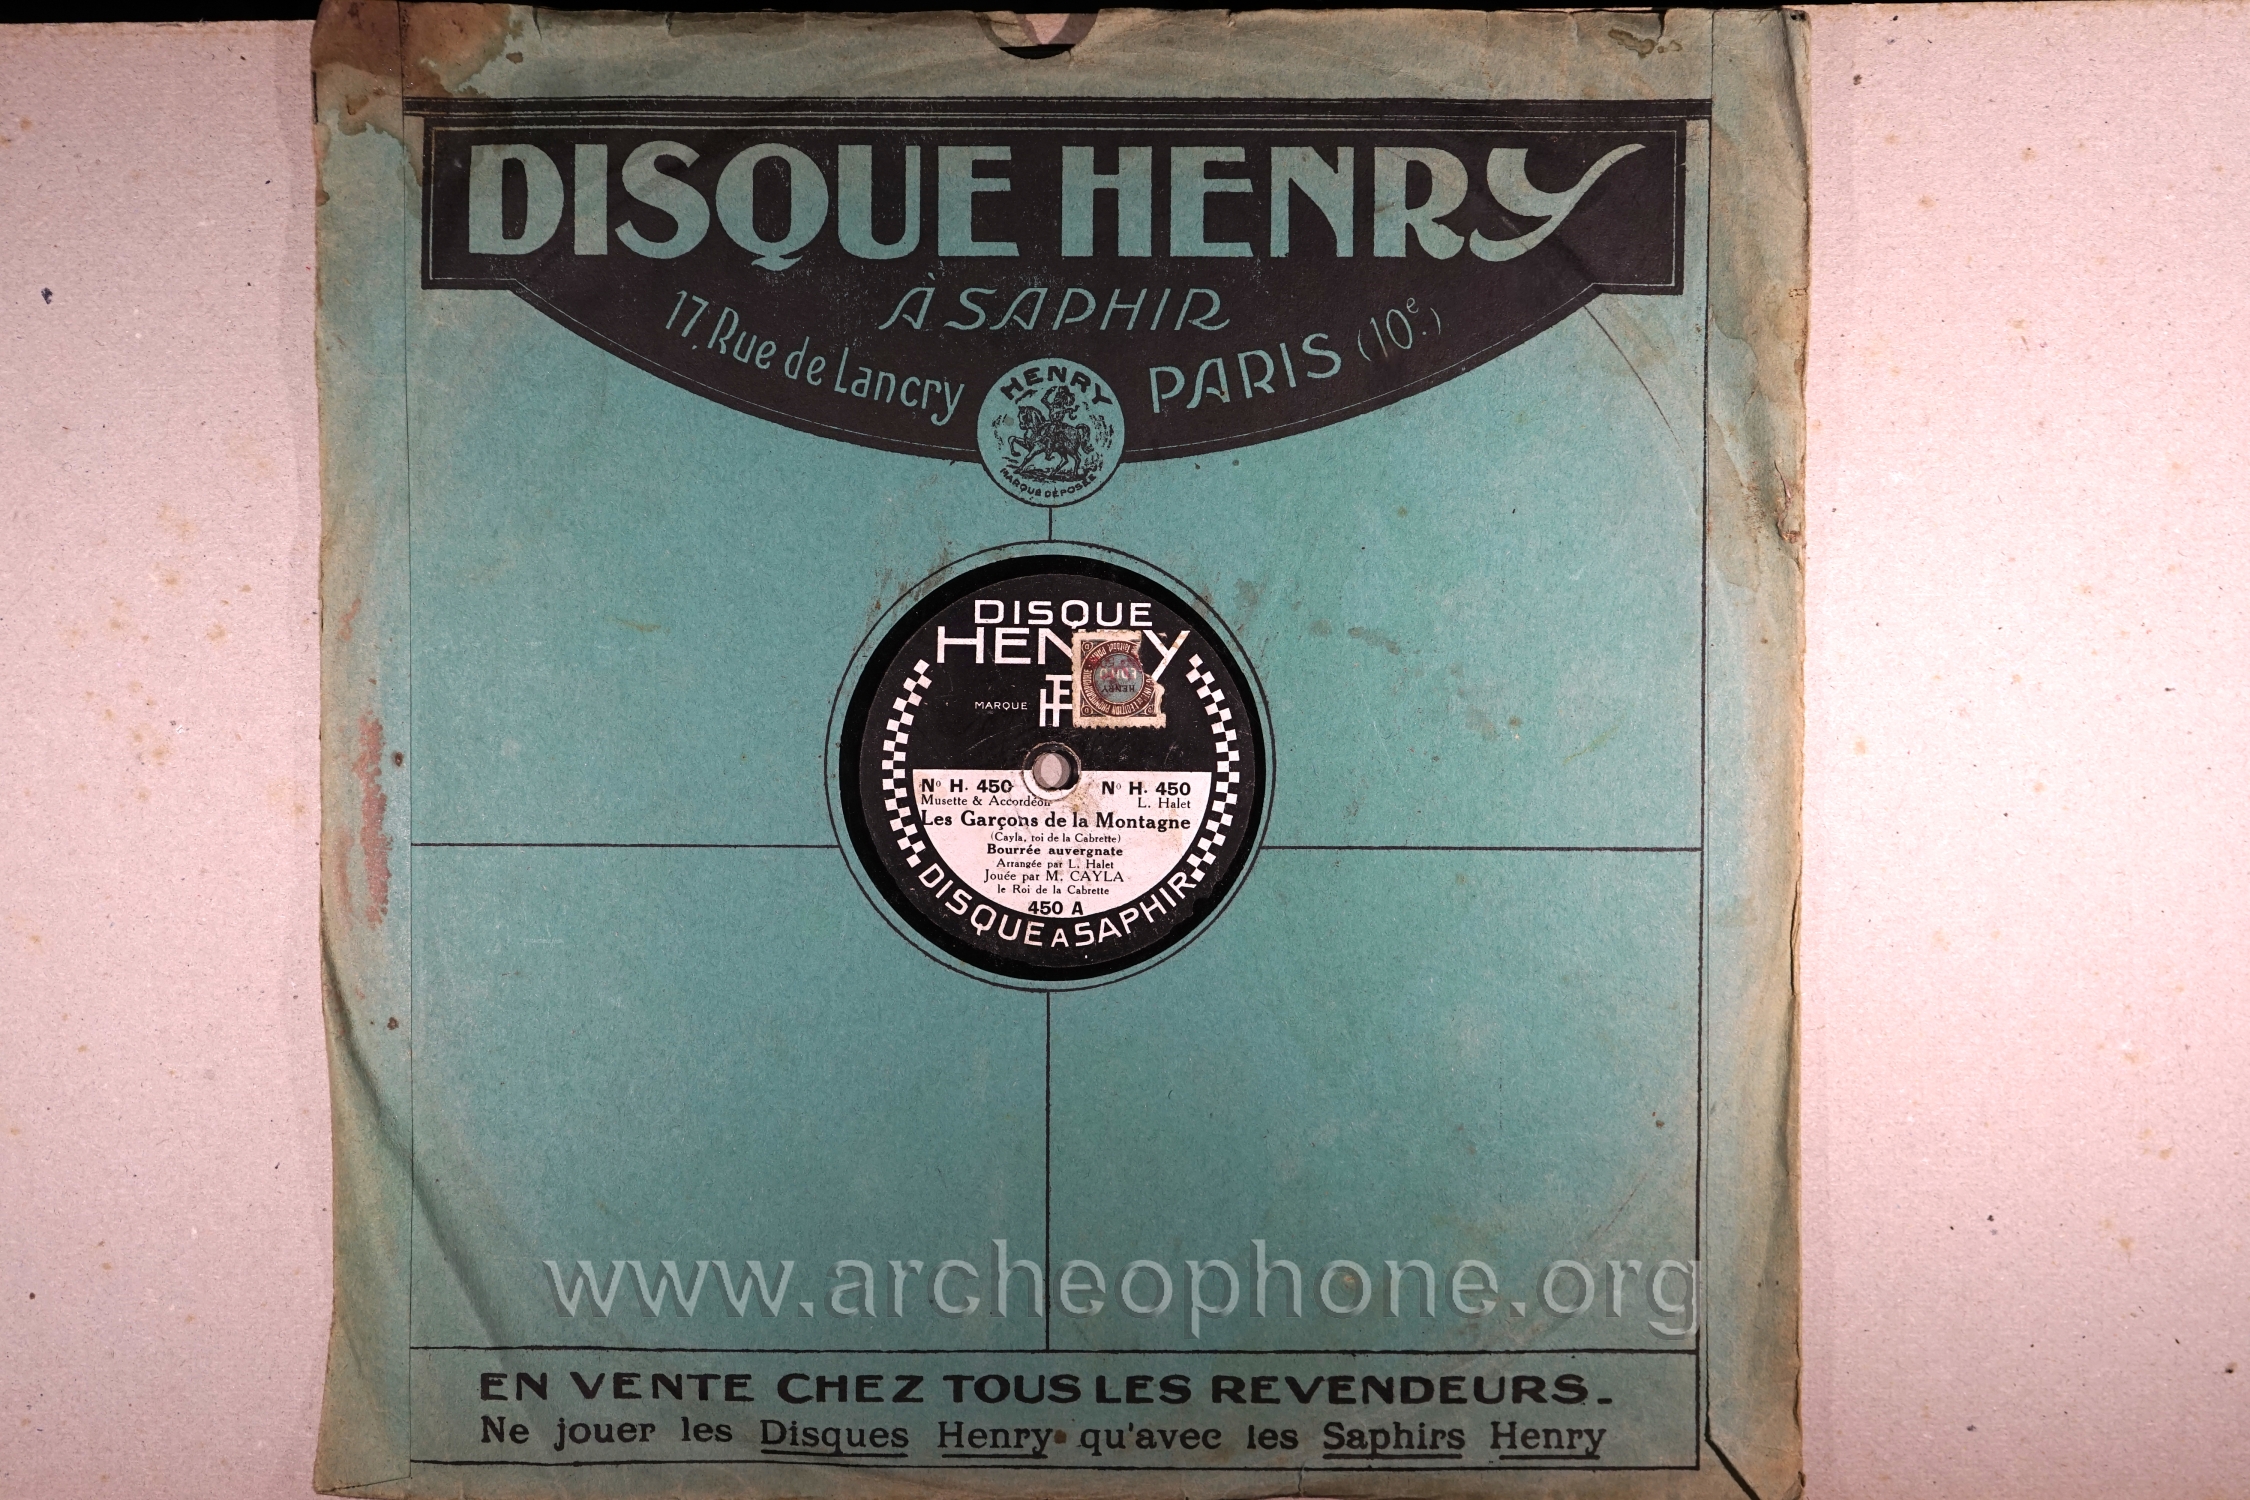 DISQUE HENRY
À SAPHIR
17, Rue de Lancry PARIS (10e.)
HENRY
MARQUE DÉPOSÉE
DISQUE
HENRY
MARQUE
HENRY
No H. 450 No H. 450
Musette & Accordéon L. Halet
Les Garçons de la Montagne
(Cayla, roi de la Cabrette)
Bourrée auvergnate
Arrangée par L. Halet
Jouée par M. CAYLA
le Roi de la Cabrette
450 A
DISQUE A SAPHIR
www.archeophone.org
EN VENTE CHEZ TOUS LES REVENDEURS.
Ne jouer les Disques Henry qu'avec les Saphirs Henry